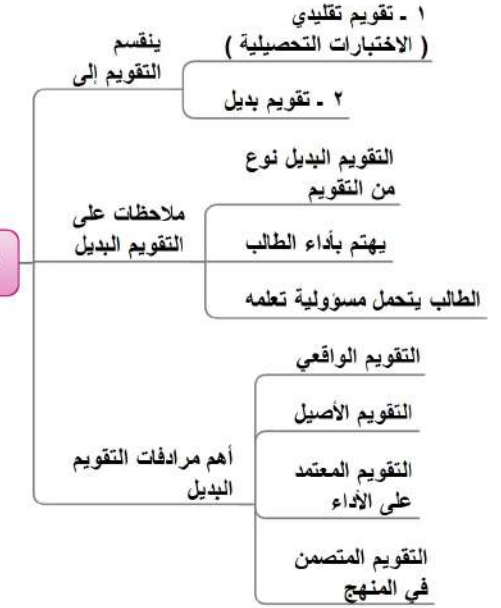 ينقسم
التقويم إلى
١ ـ تقويم تقليدي
( الاختبارات التحصيلية )
٢ ـ تقويم بديل
ملاحظات على
التقويم البديل
التقويم البديل نوع
من التقويم
يهتم بأداء الطالب
الطالب يتحمل مسؤولية تعلمه
أهم مرادفات التقويم
البديل
التقويم الواقعي
التقويم الأصيل
التقويم المعتمد
على الأداء
التقويم المتصمن
في المنهج